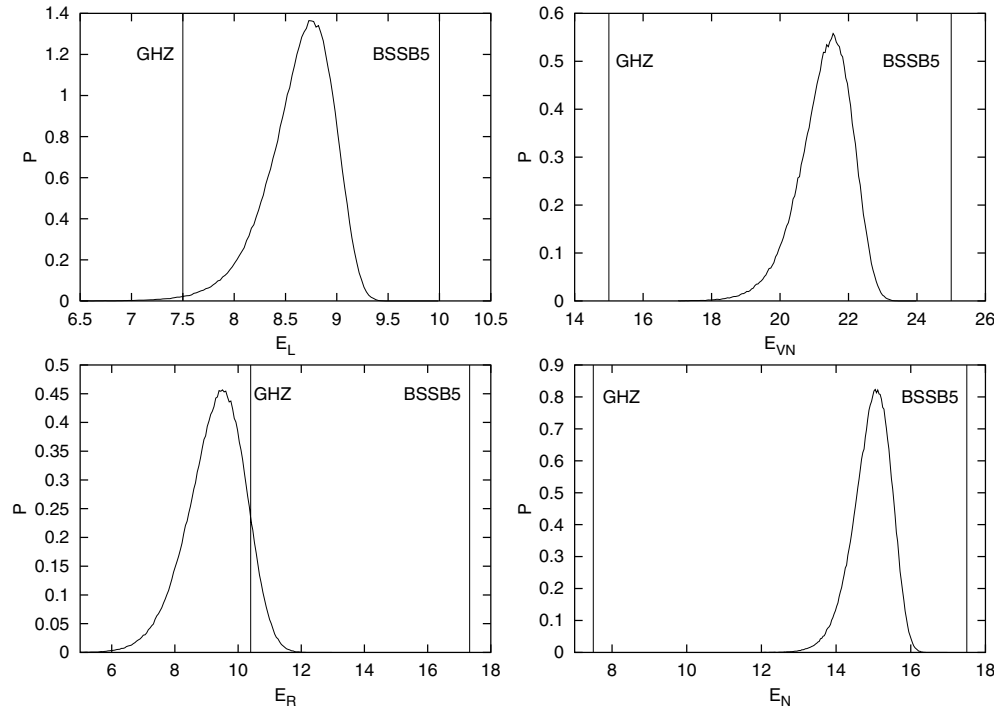 1.4
1.2
1
0.8
0.6
0.4
0.2
0
P
GHZ
BSSB5
6.5 7 7.5 8 8.5 9 9.5 10 10.5
E_L
0.6
0.5
0.4
0.3
0.2
0.1
0
P
GHZ
BSSB5
14 16 18 20 22 24 26
E_VN
0.5
0.45
0.4
0.35
0.3
0.25
0.2
0.15
0.1
0.05
0
P
GHZ
BSSB5
6 8 10 12 14 16 18
E_R
0.9
0.8
0.7
0.6
0.5
0.4
0.3
0.2
0.1
0
P
GHZ
BSSB5
8 10 12 14 16 18
E_N